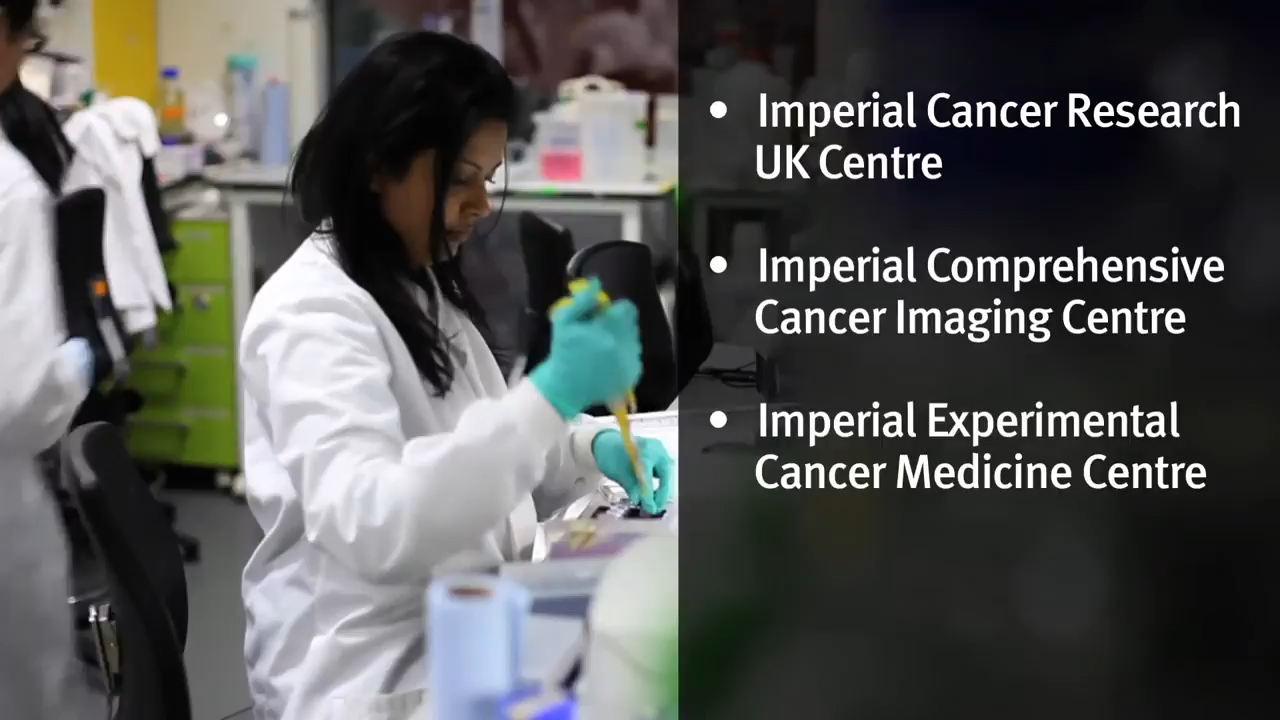 • Imperial Cancer Research
UK Centre
• Imperial Comprehensive
Cancer Imaging Centre
• Imperial Experimental
Cancer Medicine Centre